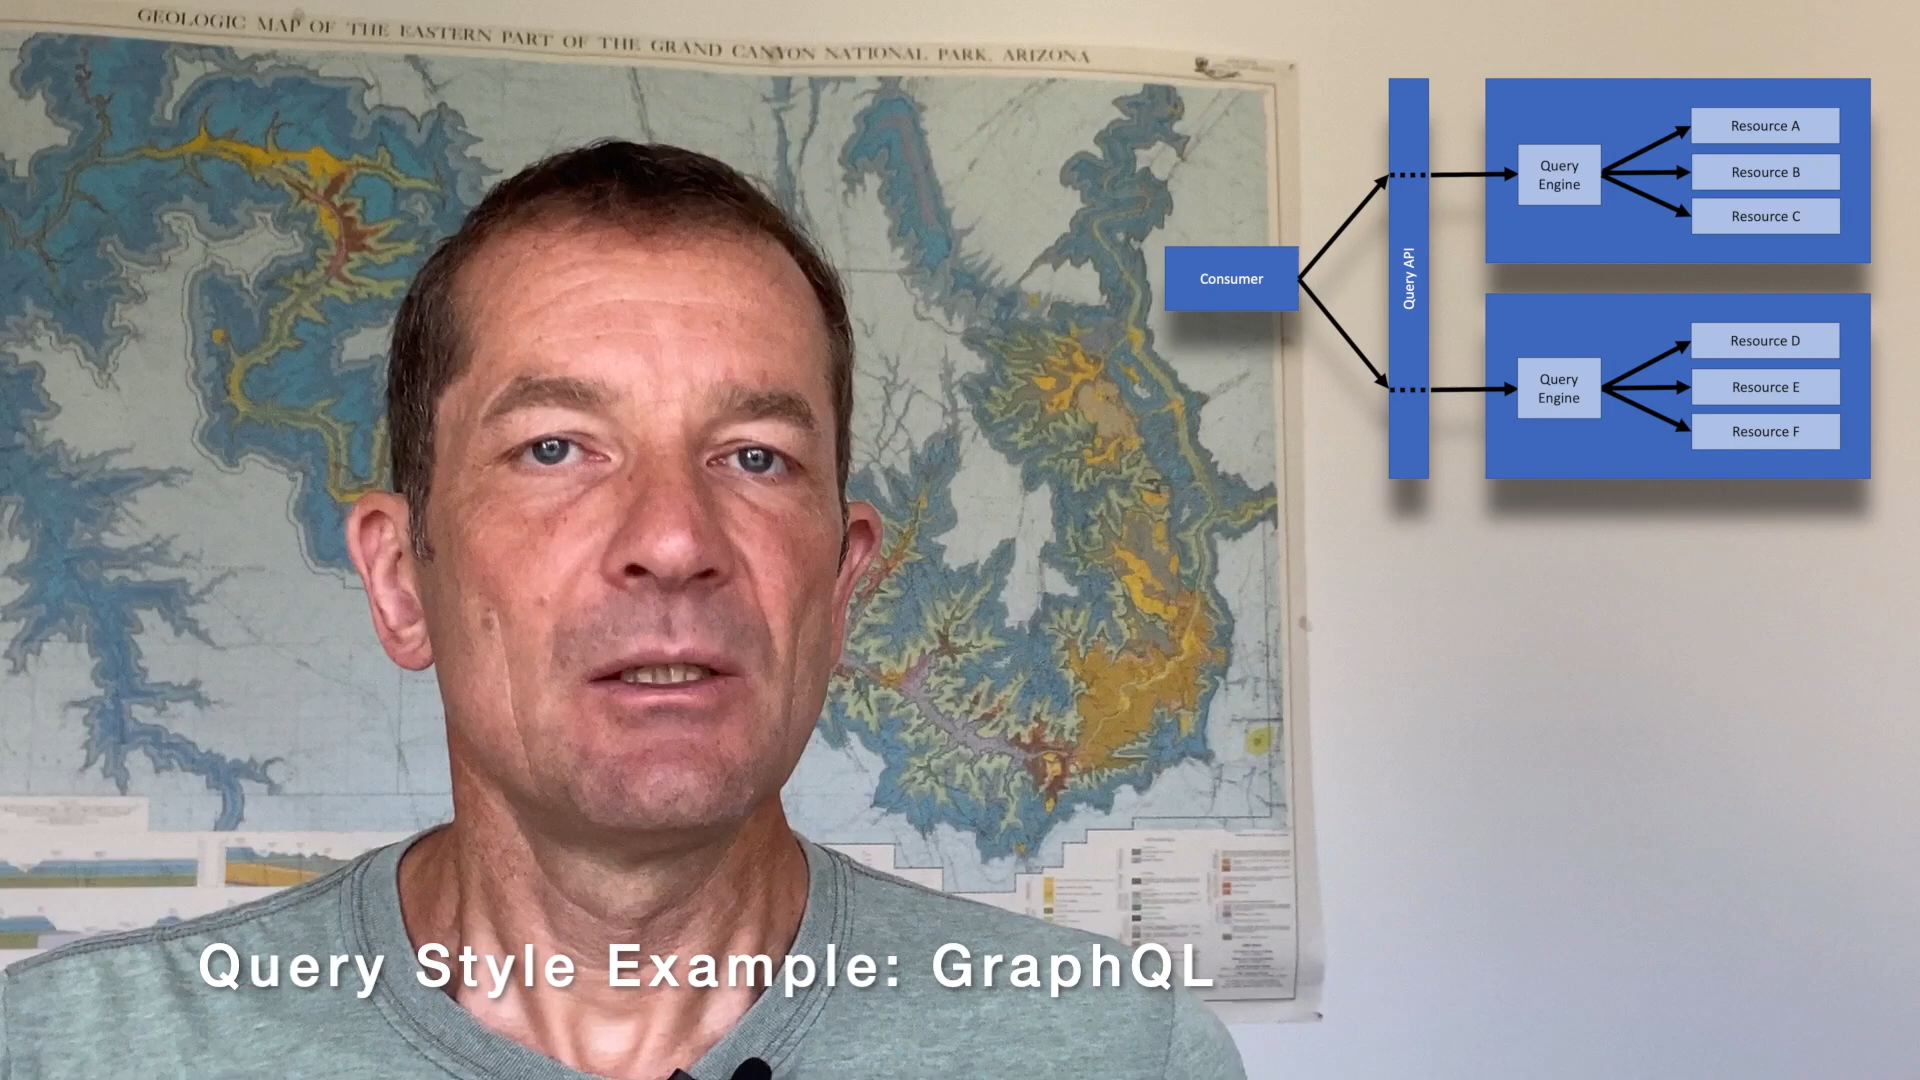 GEOLOGIC MAP OF THE EASTERN PART OF THE GRAND CANYON NATIONAL PARK, ARIZONA
Consumer
Query API
Query
Engine
Resource A
Resource B
Resource C
Query
Engine
Resource D
Resource E
Resource F
Query Style Example: GraphQL